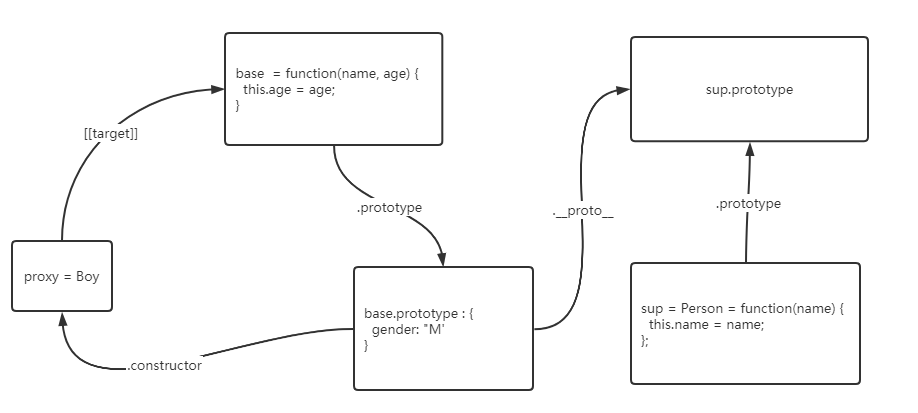 base  = function(name, age) {
  this.age = age;
}
sup.prototype
[[target]]
.prototype
.__proto__
.prototype
proxy = Boy
base.prototype : {
  gender: "M'
}
sup = Person = function(name) {
  this.name = name;
};
.constructor